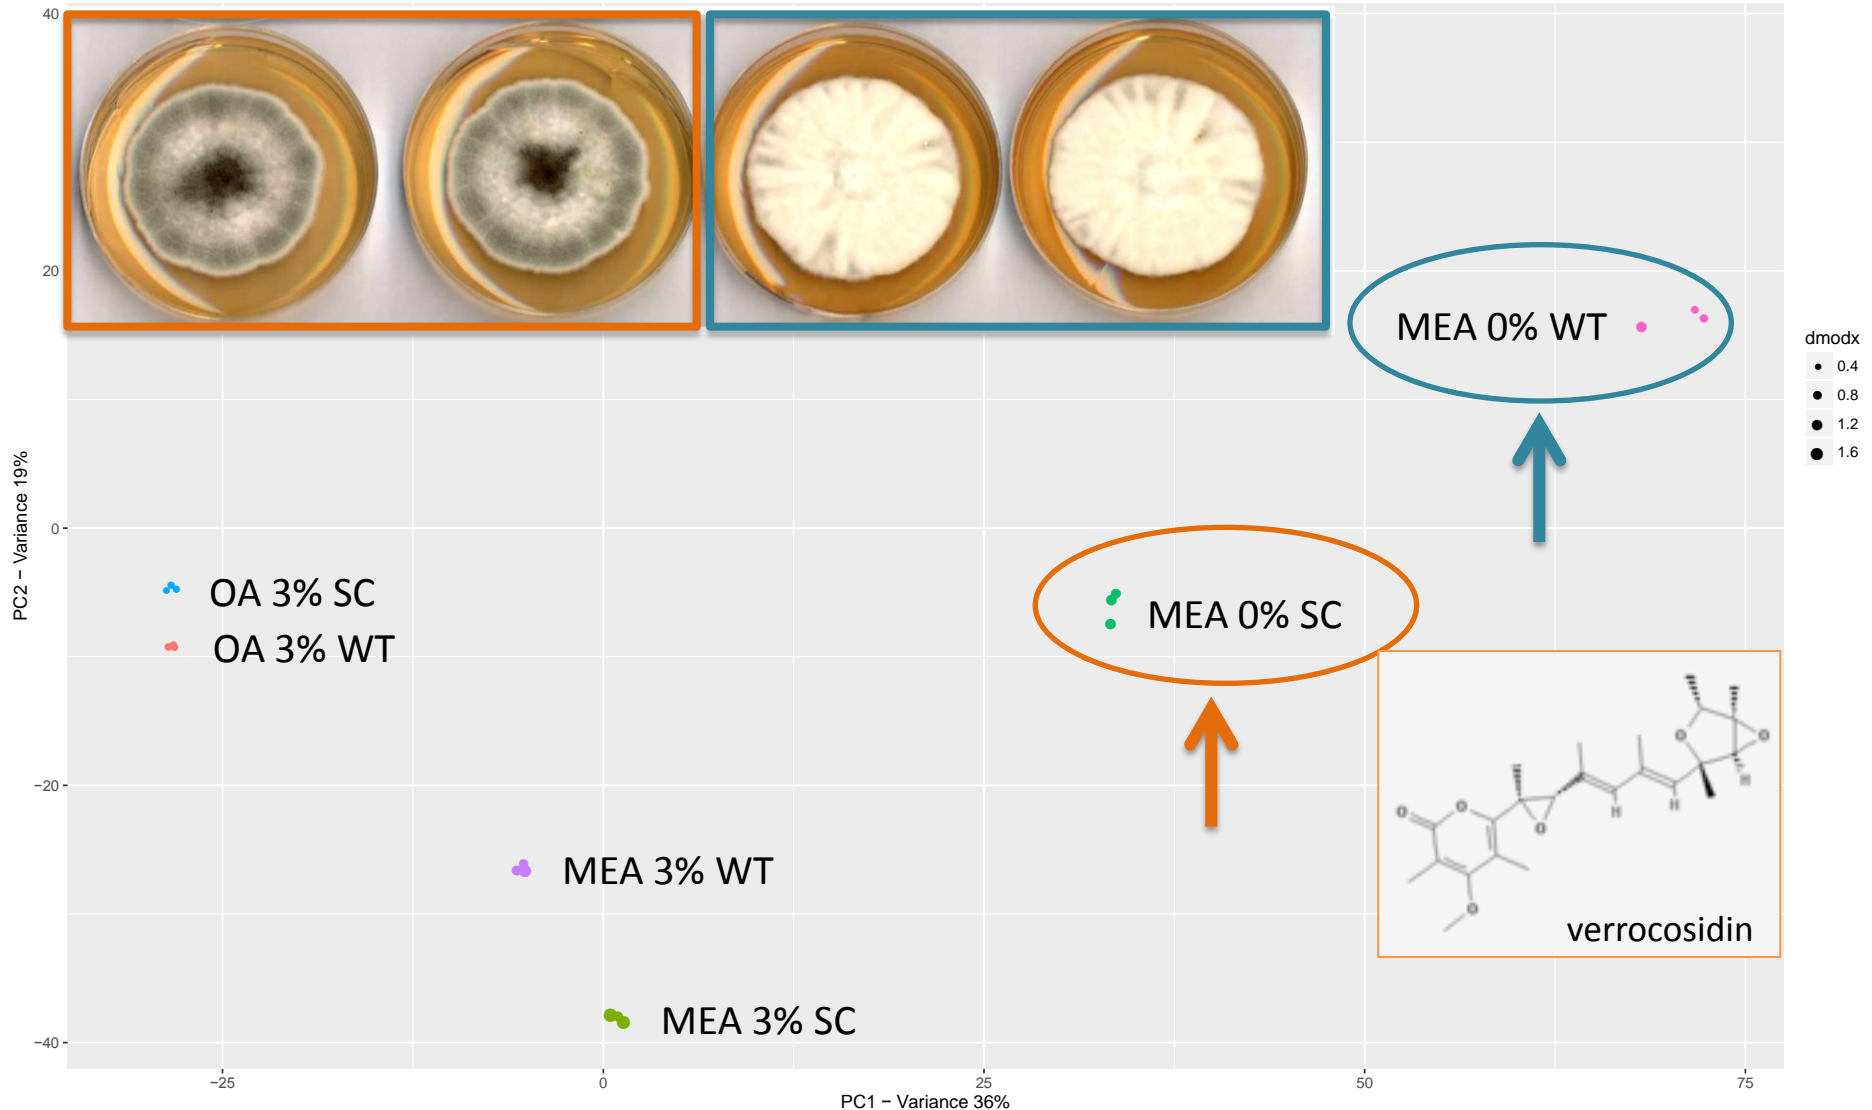 40
20
0
−20
−40
PC2 − Variance 19%
MEA 0% WT
dmodx
0.4
0.8
1.2
1.6
OA 3% SC
OA 3% WT
MEA 0% SC
MEA 3% WT
MEA 3% SC
O
O
O
O
O
O
H
H
H
verrocosidin
−25
0
25
50
75
PC1 − Variance 36%